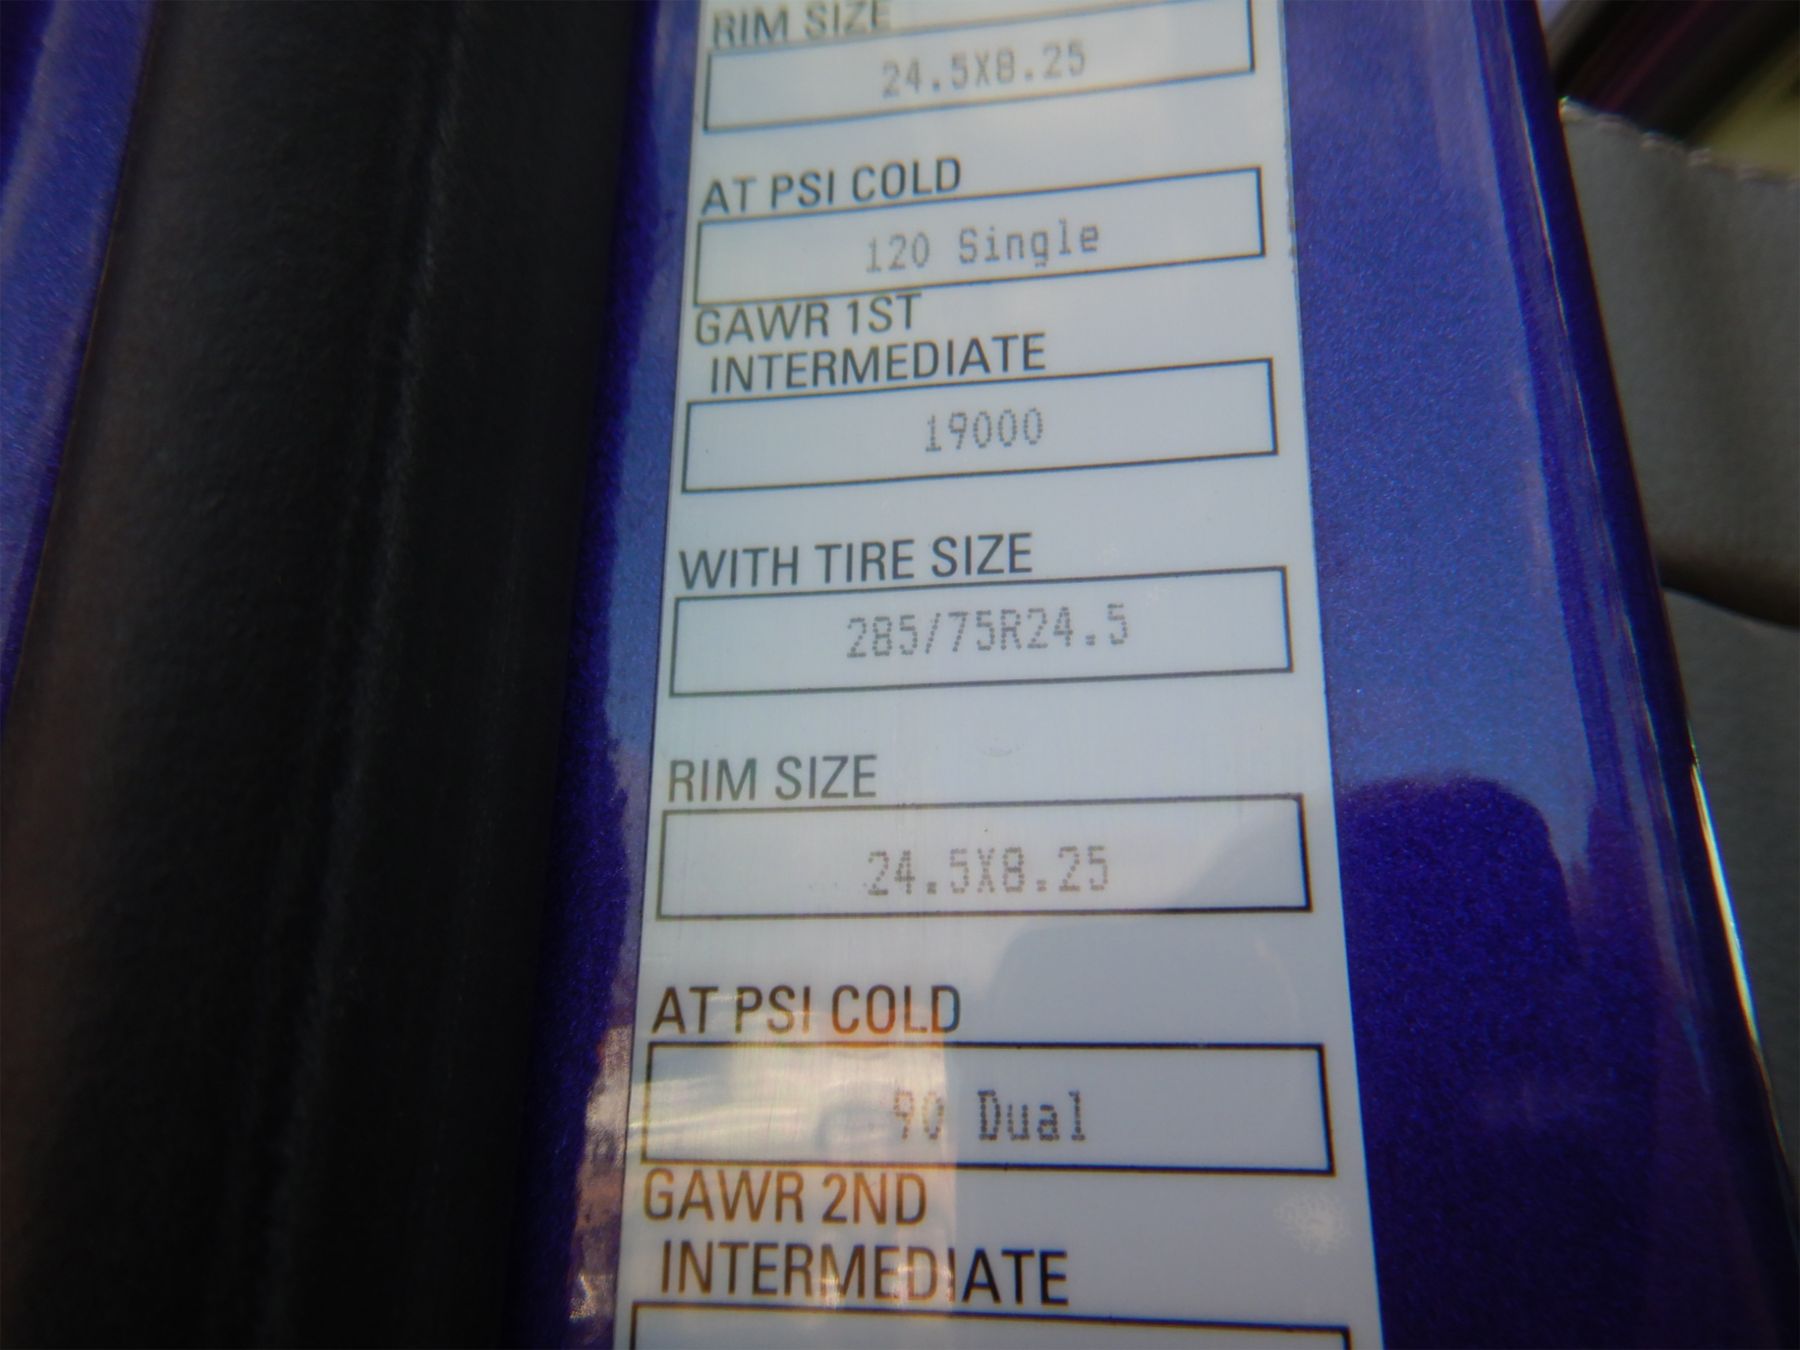 RIM SIZE
24.5X8.25
AT PSI COLD
120 Single
GAWR 1ST
INTERMEDIATE
19000
WITH TIRE SIZE
285/75R24.5
RIM SIZE
24.5X8.25
AT PSI COLD
90 Dual
GAWR 2ND
INTERMEDIATE